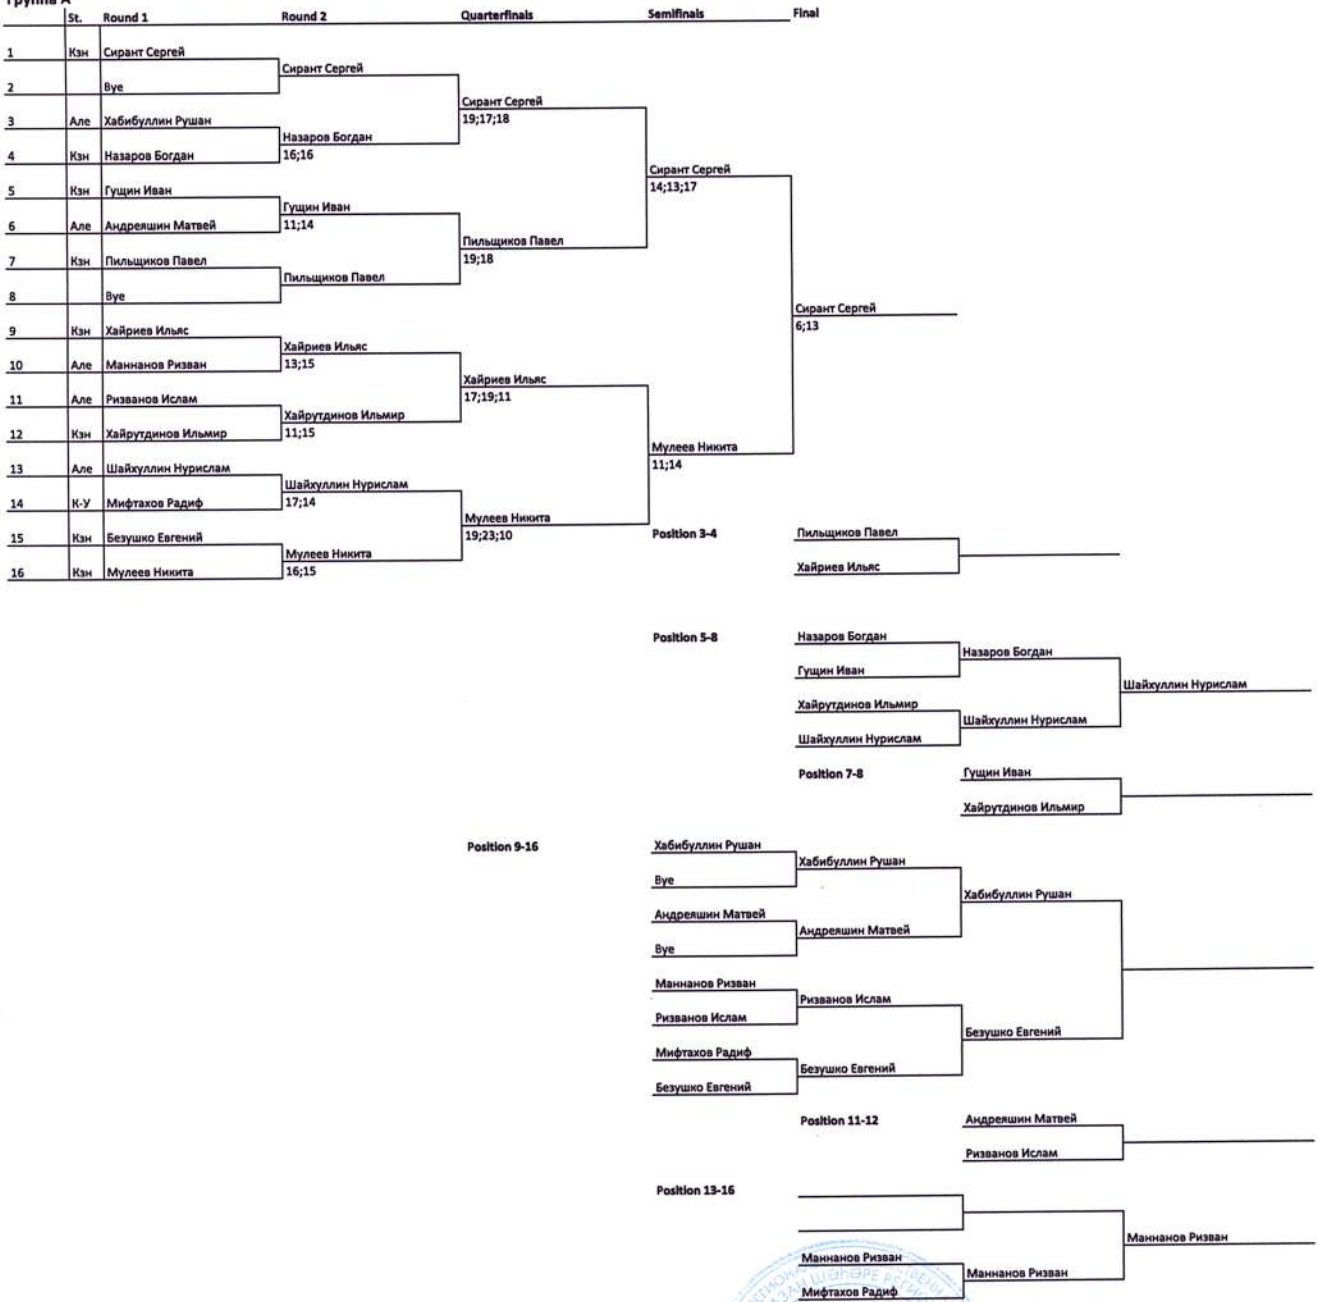 Группа А
St. Round 1 Round 2 Quarterfinals Semifinals Final
1 Кзн Сирант Сергей
Сирант Сергей
2 Bye
Сирант Сергей
19;17;18
3 Але Хабибуллин Рушан
Назаров Богдан
16;16
4 Кзн Назаров Богдан
Сирант Сергей
14;13;17
5 Кзн Гущин Иван
Гущин Иван
11;14
6 Але Андреяшин Матвей
Пильщиков Павел
19;18
7 Кзн Пильщиков Павел
Пильщиков Павел
8 Bye
Сирант Сергей
6;13
9 Кзн Хайриев Ильяс
Хайриев Ильяс
13;15
10 Але Маннанов Ризван
Хайриев Ильяс
17;19;11
11 Але Ризванов Ислам
Хайрутдинов Ильмир
11;15
12 Кзн Хайрутдинов Ильмир
Мулеев Никита
11;14
13 Але Шайхуллин Нурислам
Шайхуллин Нурислам
17;14
14 К-У Мифтахов Радиф
Мулеев Никита
19;23;10
15 Кзн Безушко Евгений
Мулеев Никита
16;15
16 Кзн Мулеев Никита
Position 3-4 Пильщиков Павел
Хайриев Ильяс
Position 5-8 Назаров Богдан
Назаров Богдан
Гущин Иван
Шайхуллин Нурислам
Хайрутдинов Ильмир
Шайхуллин Нурислам
Шайхуллин Нурислам
Position 7-8 Гущин Иван
Хайрутдинов Ильмир
Position 9-16 Хабибуллин Рушан
Хабибуллин Рушан
Bye
Хабибуллин Рушан
Андреяшин Матвей
Андреяшин Матвей
Bye
Маннанов Ризван
Ризванов Ислам
Ризванов Ислам
Безушко Евгений
Мифтахов Радиф
Безушко Евгений
Безушко Евгений
Position 11-12 Андреяшин Матвей
Ризванов Ислам
Position 13-16
Маннанов Ризван
Маннанов Ризван
Маннанов Ризван
Мифтахов Радиф